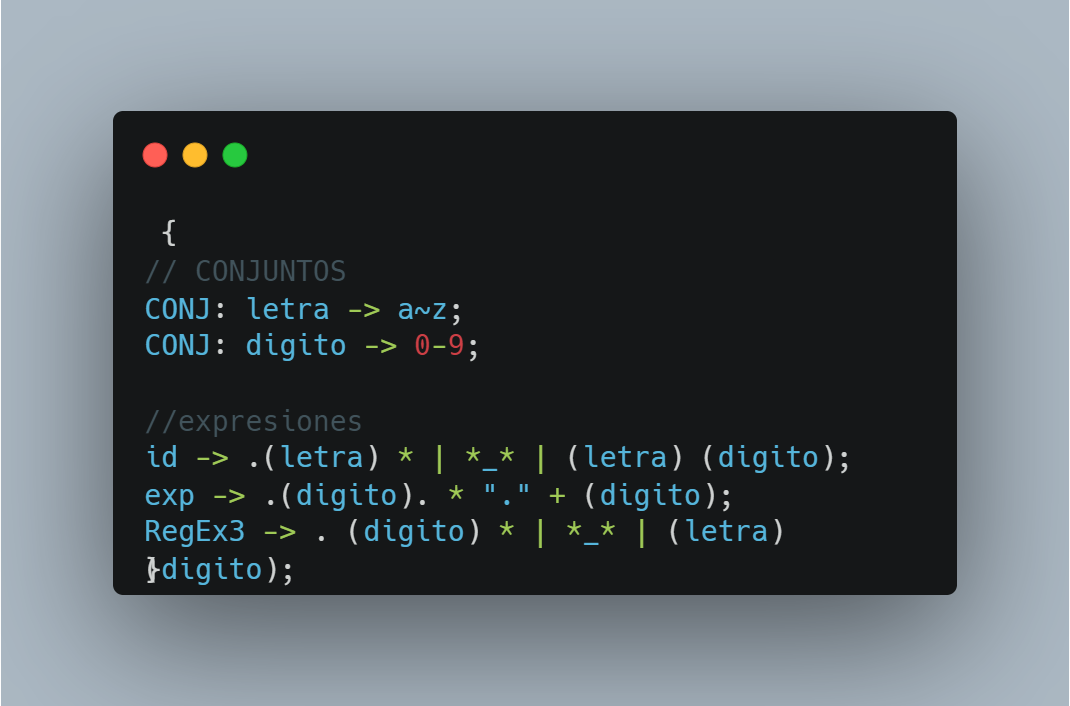 {
// CONJUNTOS
CONJ: letra -> a~z;
CONJ: digito -> 0-9;
//expresiones
id -> .(letra) * | *_* | (letra) (digito);
exp -> .(digito). * "." + (digito);
RegEx3 -> . (digito) * | *_* | (letra)
(digito);
}